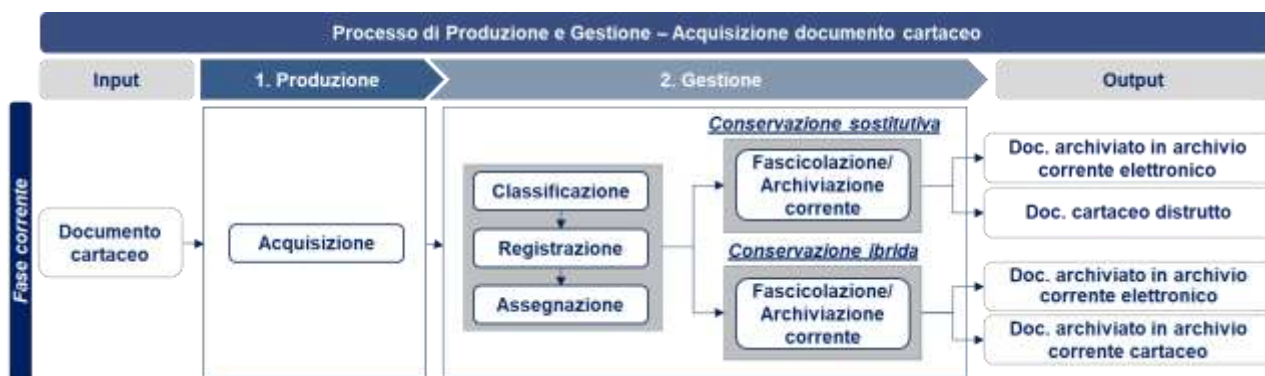 Processo di Produzione e Gestione – Acquisizione documento cartaceo
Input
1. Produzione
2. Gestione
Output
Fase corrente
Documento
cartaceo
Acquisizione
Classificazione
Registrazione
Assegnazione
Conservazione sostitutiva
Fascicolazione/
Archiviazione
corrente
Conservazione ibrida
Fascicolazione/
Archiviazione
corrente
Doc. archiviato in archivio
corrente elettronico
Doc. cartaceo distrutto
Doc. archiviato in archivio
corrente elettronico
Doc. archiviato in archivio
corrente cartaceo